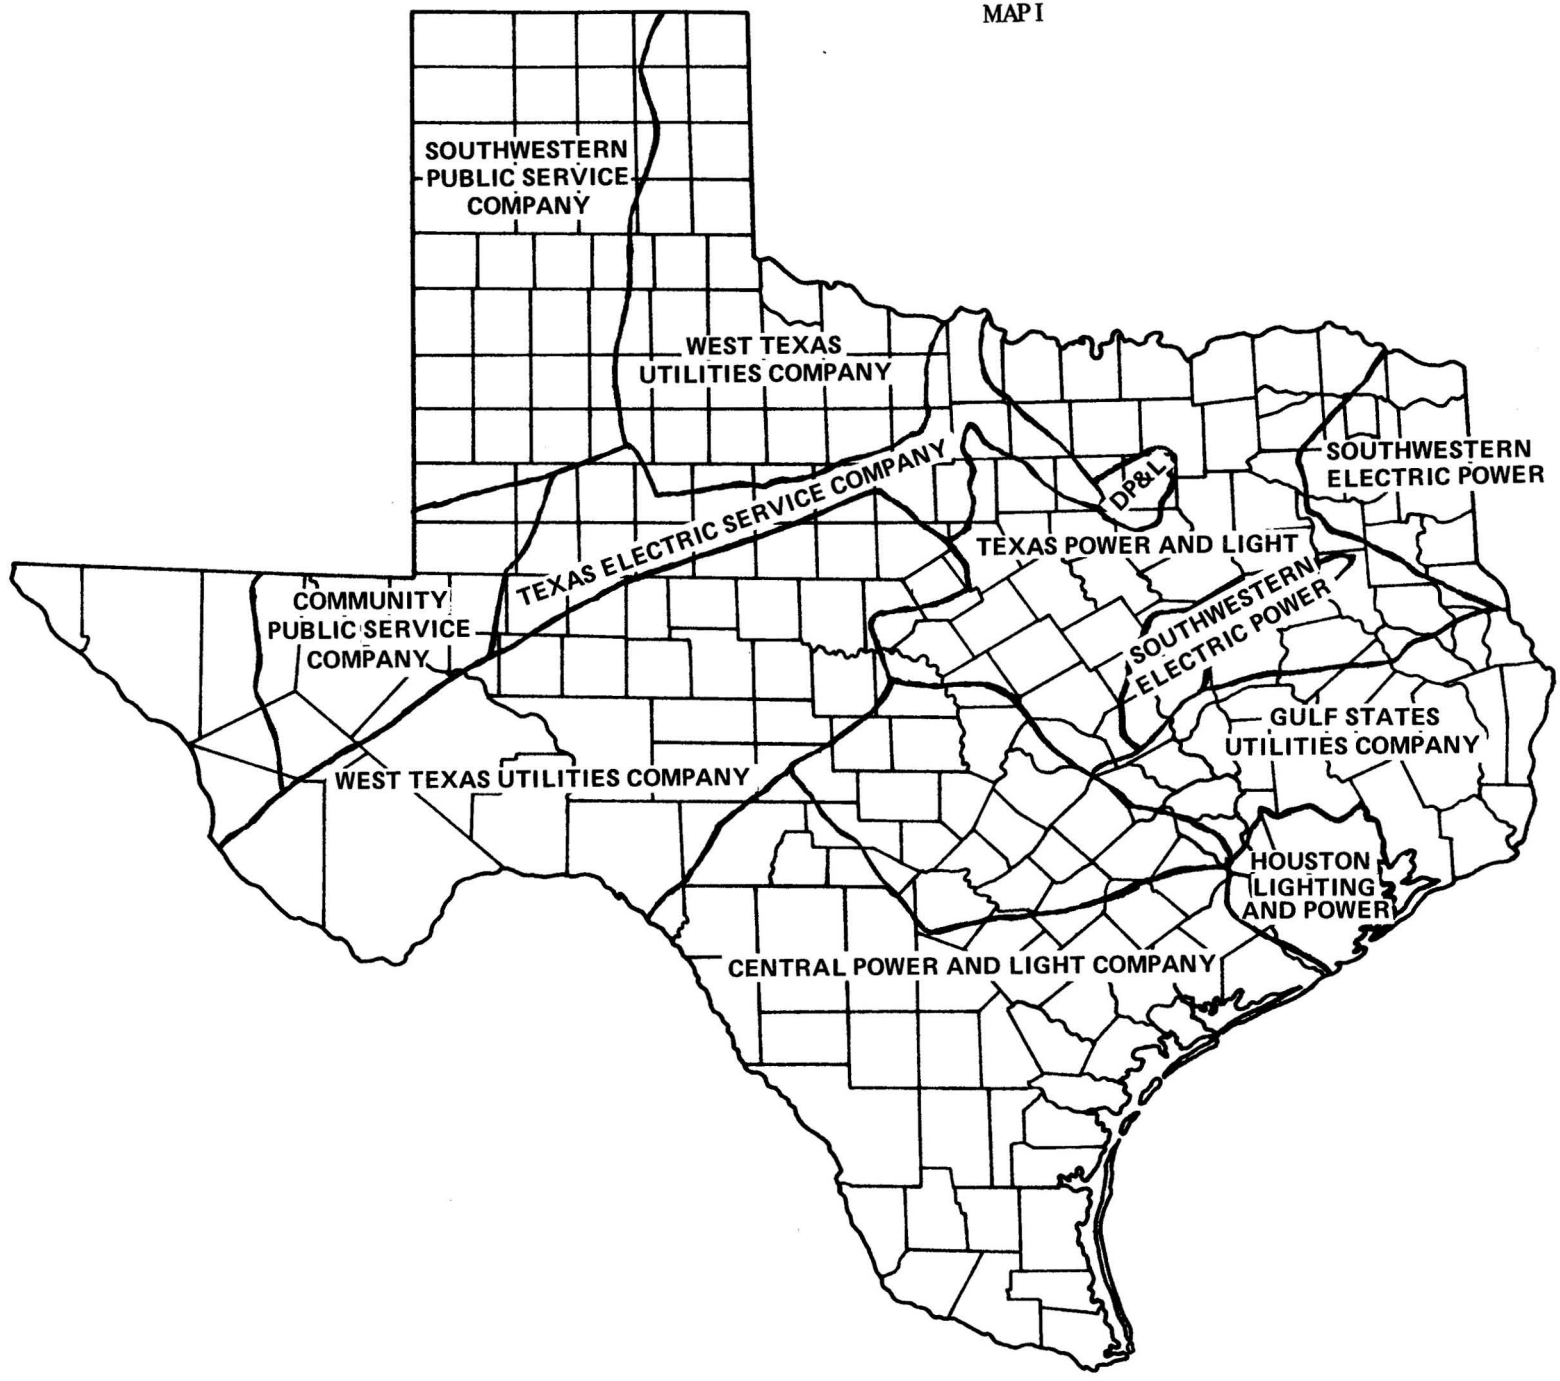 MAP I
SOUTHWESTERN
PUBLIC SERVICE
COMPANY
WEST TEXAS
UTILITIES COMPANY
SOUTHWESTERN
ELECTRIC POWER
TEXAS ELECTRIC SERVICE COMPANY
DP&L
TEXAS POWER AND LIGHT
COMMUNITY
PUBLIC SERVICE
COMPANY
SOUTHWESTERN
ELECTRIC POWER
GULF STATES
UTILITIES COMPANY
WEST TEXAS UTILITIES COMPANY
HOUSTON
LIGHTING
AND POWER
CENTRAL POWER AND LIGHT COMPANY